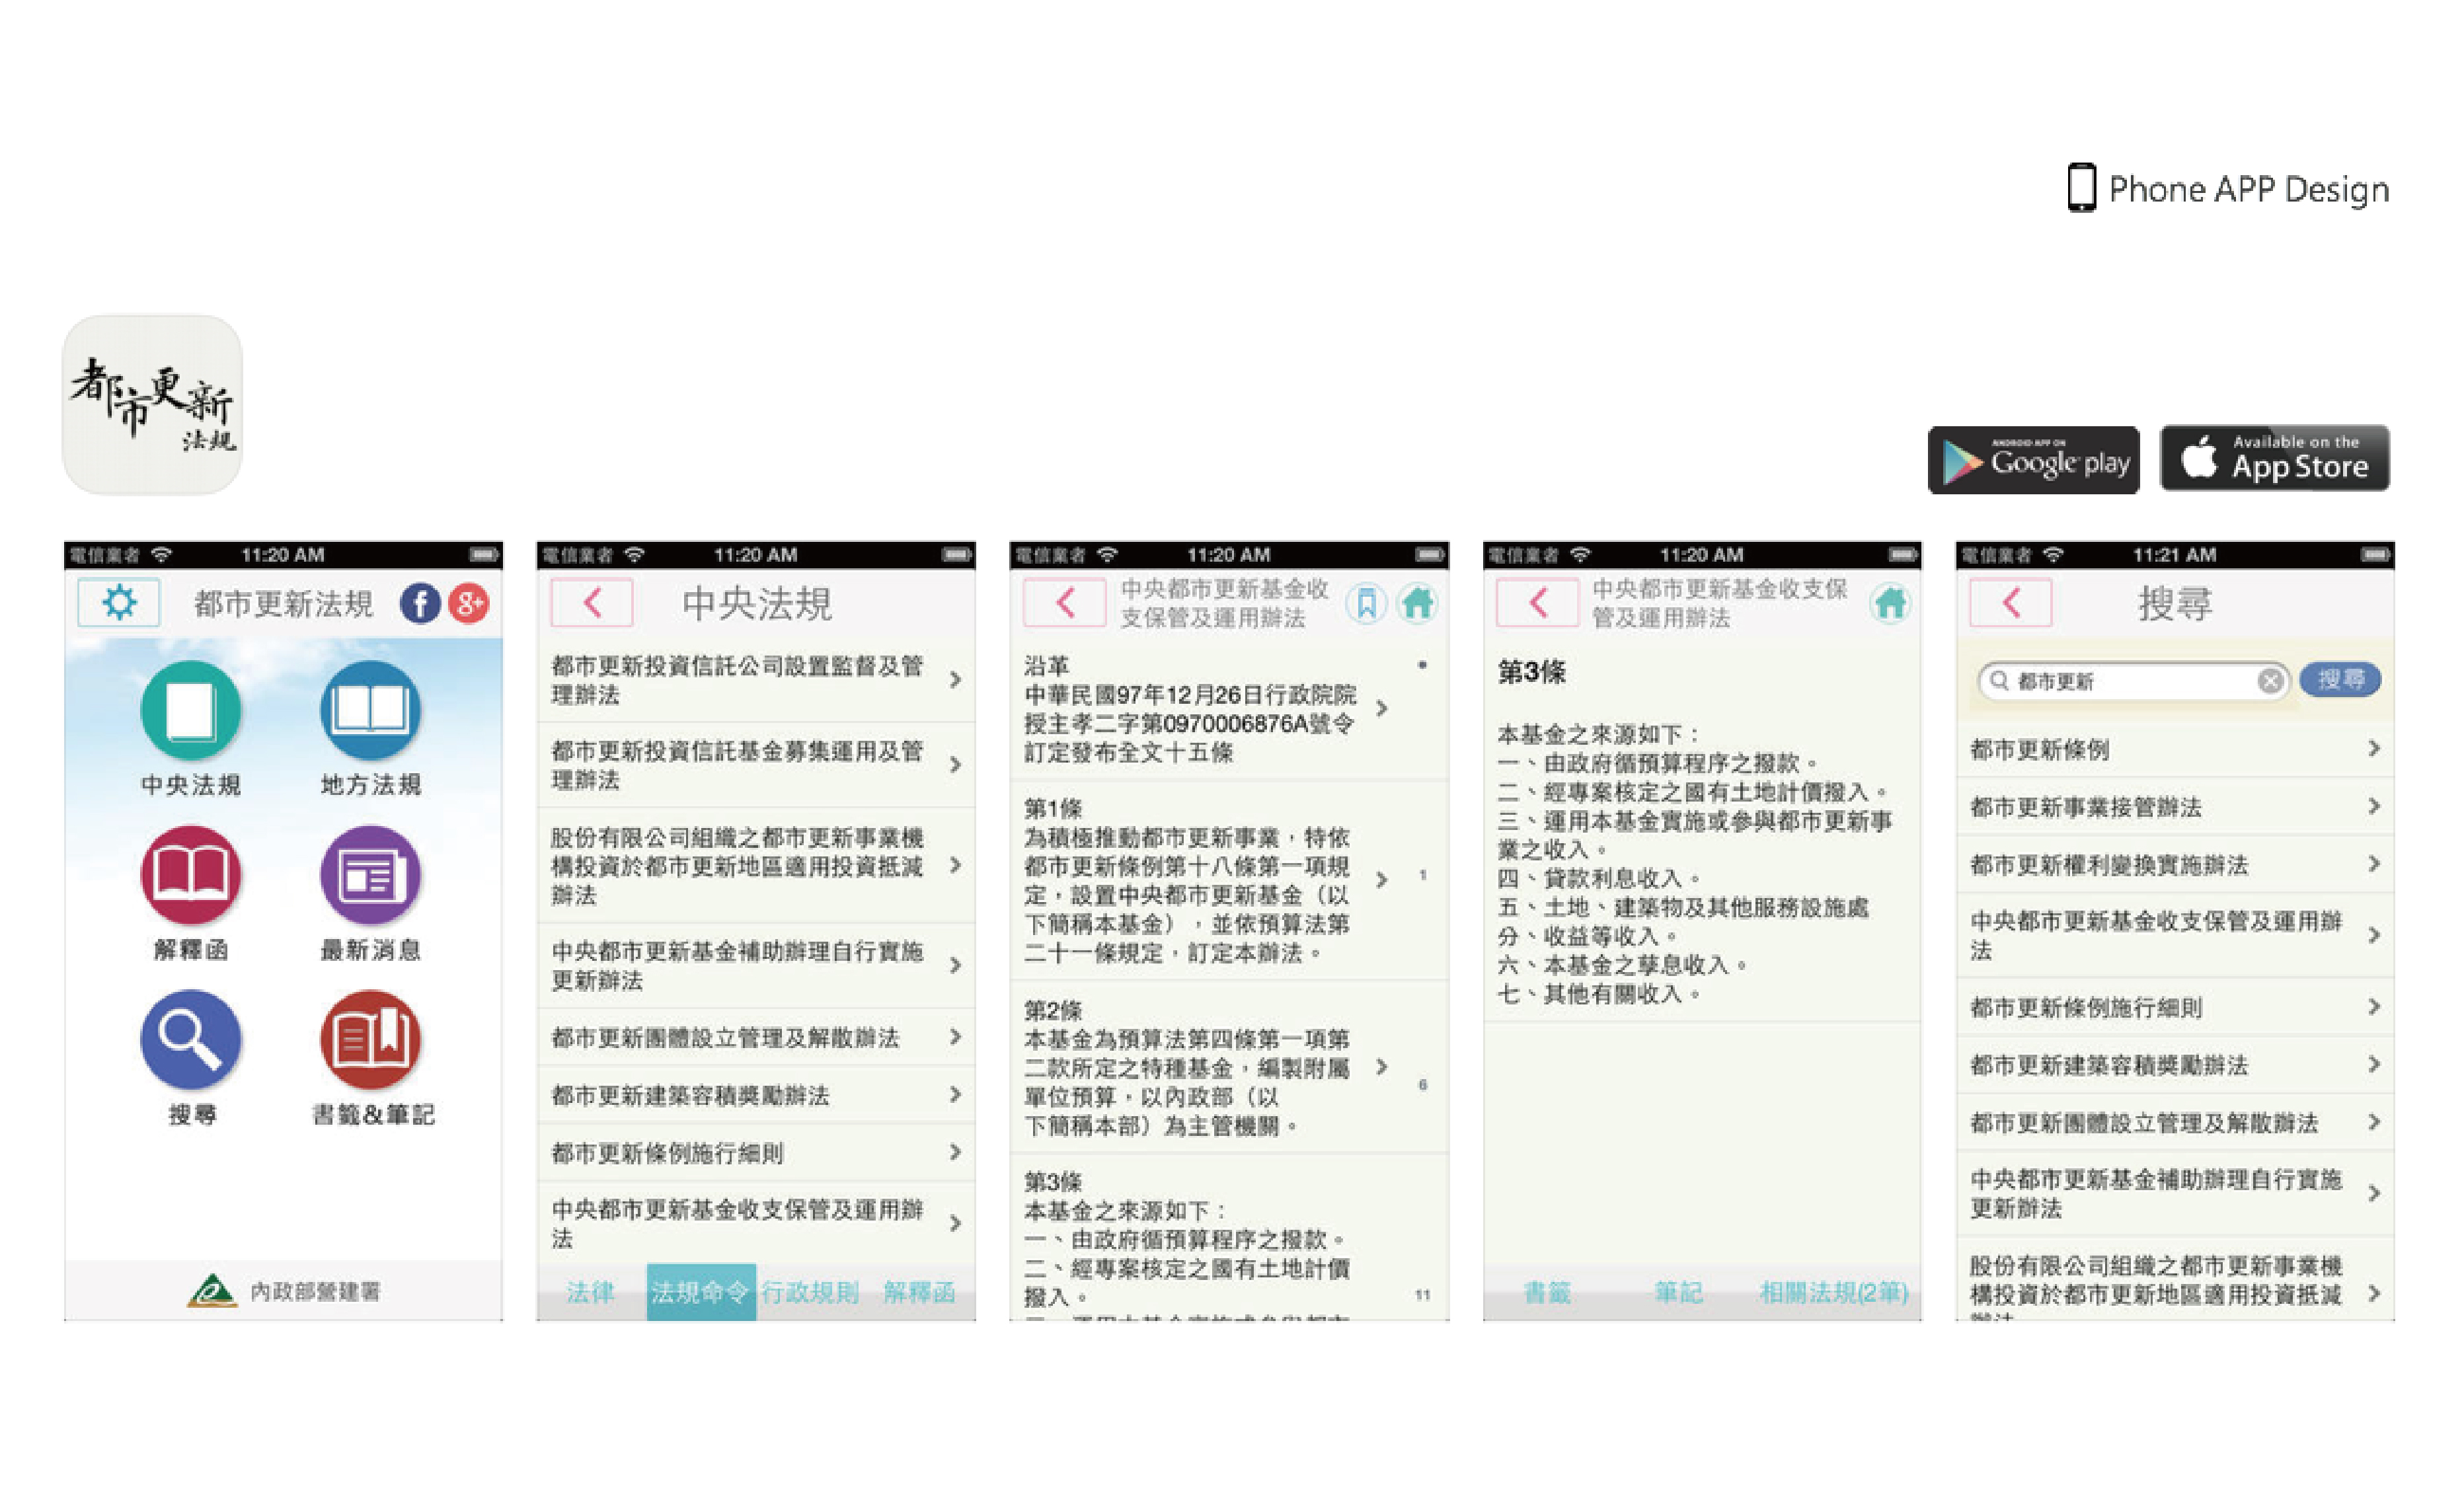 Phone APP Design
都市更新
法規
ANDROID APP ON
Google play
Available on the
App Store
電信業者
11:20 AM
都市更新法規
中央法規
地方法規
解釋函
最新消息
搜尋
書籤&筆記
內政部營建署
電信業者
11:20 AM
中央法規
都市更新投資信託公司設置監督及管
理辦法
都市更新投資信託基金募集運用及管
理辦法
股份有限公司組織之都市更新事業機
構投資於都市更新地區適用投資抵減
辦法
中央都市更新基金補助辦理自行實施
更新辦法
都市更新團體設立管理及解散辦法
都市更新建築容積獎勵辦法
都市更新條例施行細則
中央都市更新基金收支保管及運用辦
法
法律
法規命令
行政規則
解釋函
電信業者
11:20 AM
中央都市更新基金收
支保管及運用辦法
沿革
中華民國97年12月26日行政院院
授主孝二字第0970006876A號令
訂定發布全文十五條
第1條
為積極推動都市更新事業，特依
都市更新條例第十八條第一項規
定，設置中央都市更新基金（以
下簡稱本基金），並依預算法第
二十一條規定，訂定本辦法。
1
第2條
本基金為預算法第四條第一項第
二款所定之特種基金，編製附屬
單位預算，以內政部（以
下簡稱本部）為主管機關。
6
第3條
本基金之來源如下：
一、由政府循預算程序之撥款。
二、經專案核定之國有土地計價
撥入。
11
電信業者
11:20 AM
中央都市更新基金收支保
管及運用辦法
第3條
本基金之來源如下：
一、由政府循預算程序之撥款。
二、經專案核定之國有土地計價撥入。
三、運用本基金實施或參與都市更新事
業之收入。
四、貸款利息收入。
五、土地、建築物及其他服務設施處
分、收益等收入。
六、本基金之孳息收入。
七、其他有關收入。
書籤
筆記
相關法規(2筆)
電信業者
11:21 AM
搜尋
都市更新
搜尋
都市更新條例
都市更新事業接管辦法
都市更新權利變換實施辦法
中央都市更新基金收支保管及運用辦
法
都市更新條例施行細則
都市更新建築容積獎勵辦法
都市更新團體設立管理及解散辦法
中央都市更新基金補助辦理自行實施
更新辦法
股份有限公司組織之都市更新事業機
構投資於都市更新地區適用投資抵減